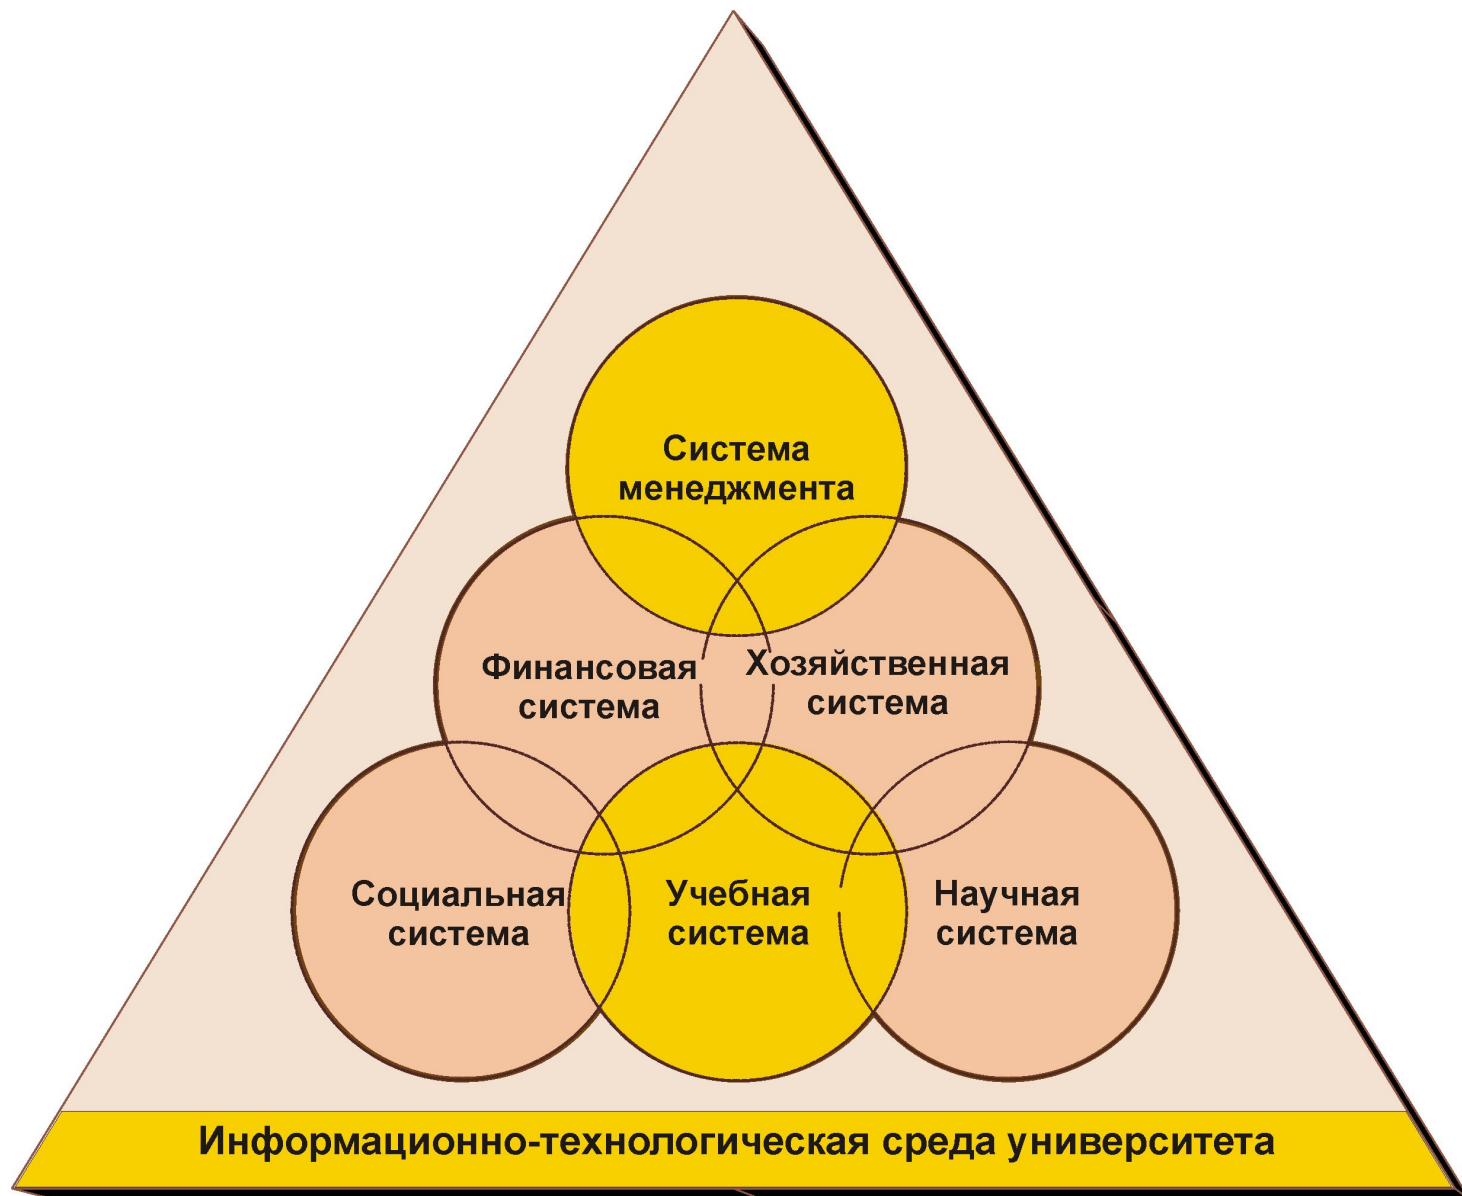 Система
менеджмента
Финансовая
система
Хозяйственная
система
Социальная
система
Учебная
система
Научная
система
Информационно-технологическая среда университета